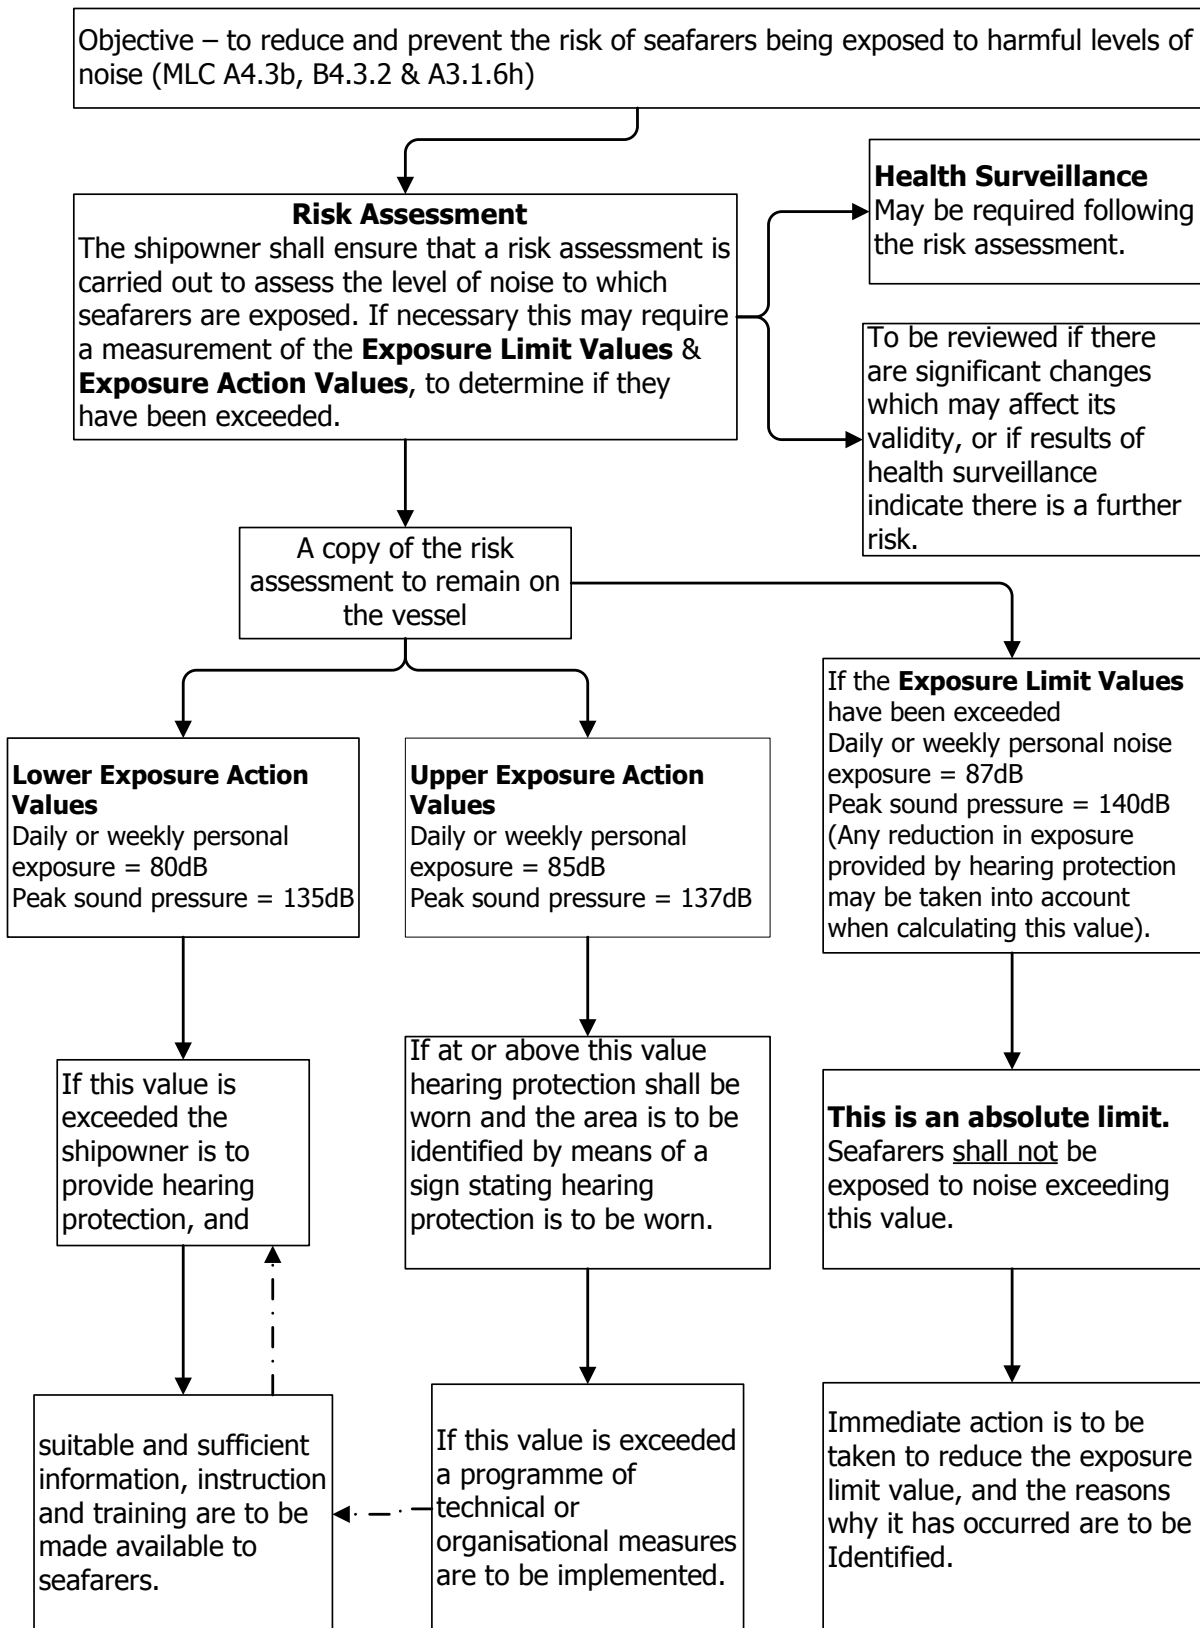 Objective – to reduce and prevent the risk of seafarers being exposed to harmful levels of
noise (MLC A4.3b, B4.3.2 & A3.1.6h)
Risk Assessment
The shipowner shall ensure that a risk assessment is
carried out to assess the level of noise to which
seafarers are exposed. If necessary this may require
a measurement of the Exposure Limit Values &
Exposure Action Values, to determine if they
have been exceeded.
Health Surveillance
May be required following
the risk assessment.
To be reviewed if there
are significant changes
which may affect its
validity, or if results of
health surveillance
indicate there is a further
risk.
A copy of the risk
assessment to remain on
the vessel
Lower Exposure Action
Values
Daily or weekly personal
exposure = 80dB
Peak sound pressure = 135dB
Upper Exposure Action
Values
Daily or weekly personal
exposure = 85dB
Peak sound pressure = 137dB
If the Exposure Limit Values
have been exceeded
Daily or weekly personal noise
exposure = 87dB
Peak sound pressure = 140dB
(Any reduction in exposure
provided by hearing protection
may be taken into account
when calculating this value).
If this value is
exceeded the
shipowner is to
provide hearing
protection, and
If at or above this value
hearing protection shall be
worn and the area is to be
identified by means of a
sign stating hearing
protection is to be worn.
This is an absolute limit.
Seafarers shall not be
exposed to noise exceeding
this value.
suitable and sufficient
information, instruction
and training are to be
made available to
seafarers.
If this value is exceeded
a programme of
technical or
organisational measures
are to be implemented.
Immediate action is to be
taken to reduce the exposure
limit value, and the reasons
why it has occurred are to be
Identified.